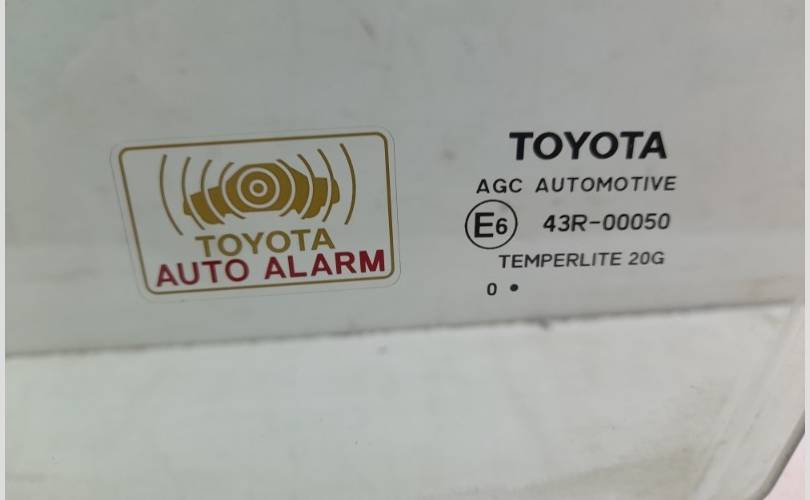 TOYOTA
AUTO ALARM
TOYOTA
AGC AUTOMOTIVE
E6 43R-00050
TEMPERLITE 20G
0 •